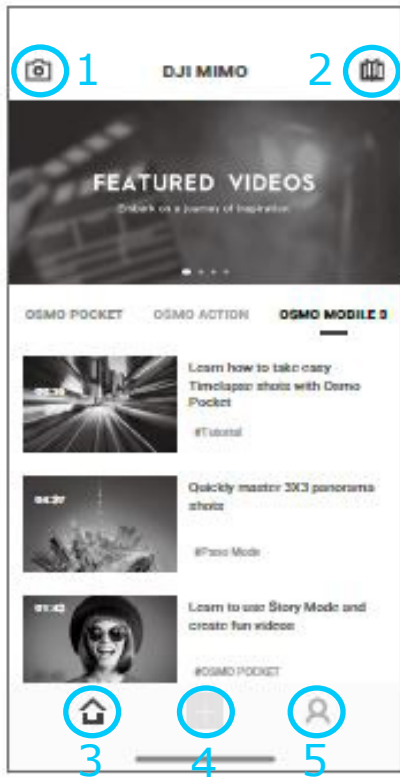 1
DJI MIMO
2
FEATURED VIDEOS
Embark on a journey of inspiration
OSMO POCKET
OSMO ACTION
OSMO MOBILE 3
Learn how to take easy
Timelapse shots with Osmo
Pocket
#Tutorial
Quickly master 3X3 panorama
shots
#Pano Mode
01:42
Learn to use Story Mode and
create fun videos
#OSMO POCKET
3
4
5